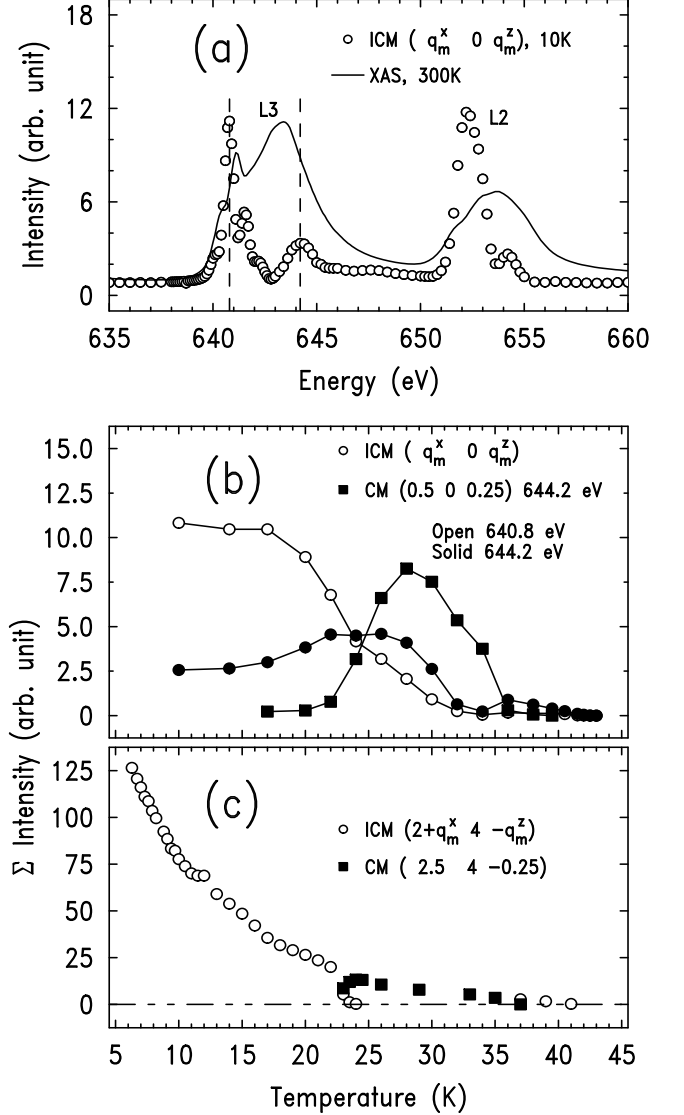 18
(a)
ICM ( q_m^x 0 q_m^z), 10K
XAS, 300K
12
L3
L2
6
0
Intensity (arb. unit)
635 640 645 650 655 660
Energy (eV)
15.0
(b)
ICM ( q_m^x 0 q_m^z)
CM (0.5 0 0.25) 644.2 eV
12.5
Open 640.8 eV
Solid 644.2 eV
10.0
7.5
5.0
2.5
0
Σ Intensity (arb. unit)
125
(c)
ICM (2+q_m^x 4 -q_m^z)
CM ( 2.5 4 -0.25)
100
75
50
25
0
5 10 15 20 25 30 35 40 45
Temperature (K)